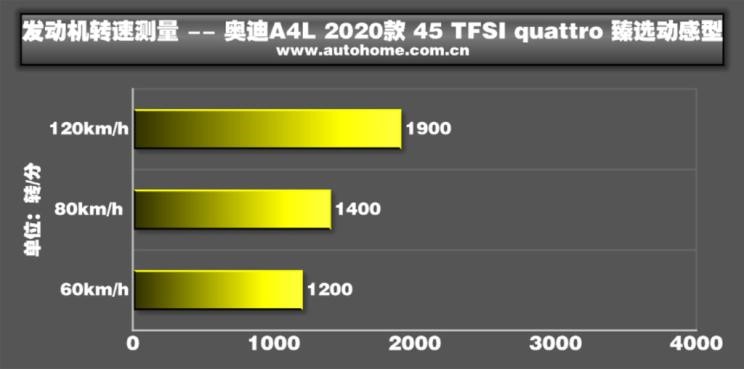 发动机转速测量 -- 奥迪A4L 2020款 45 TFSI quattro 臻选动感型
www.autohome.com.cn
单位：转/分
120km/h 1900
80km/h 1400
60km/h 1200
0 1000 2000 3000 4000